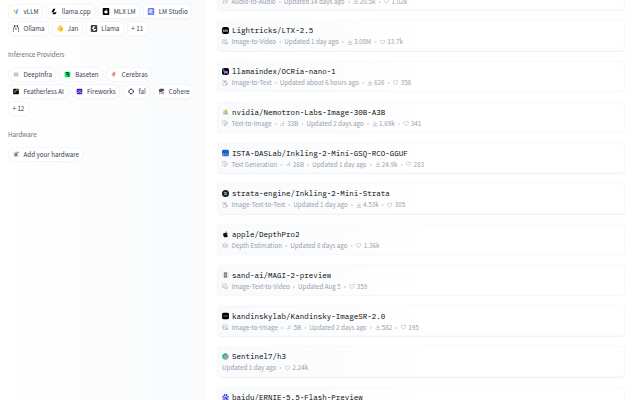 vLLM llama.cpp MLX LM LM Studio
Ollama Jan Llama + 11
Inference Providers
DeepInfra Baseten Cerebras
Featherless AI Fireworks fal Cohere
+ 12
Hardware
Add your hardware
Lightricks/LTX-2.5
Image-to-Video • Updated 1 day ago • 3.00M • 13.7k
llamaindex/OCRia-nano-1
Image-to-Text • Updated about 6 hours ago • 626 • 358
nvidia/Nemotron-Labs-Image-30B-A3B
Text-to-Image • 33B • Updated 2 days ago • 1.69k • 341
ISTA-DASLab/Inkling-2-Mini-GSQ-RCO-GGUF
Text Generation • 26B • Updated 1 day ago • 24.9k • 283
strata-engine/Inkling-2-Mini-Strata
Image-Text-to-Text • Updated 1 day ago • 4.53k • 305
apple/DepthPro2
Depth Estimation • Updated 8 days ago • 1.36k
sand-ai/MAGI-2-preview
Image-Text-to-Video • Updated Aug 5 • 359
kandinskylab/Kandinsky-ImageSR-2.0
Image-to-Image • 5B • Updated 2 days ago • 582 • 195
Sentinel7/h3
Updated 1 day ago • 2.24k
baidu/ERNIE-5.5-Flash-Preview